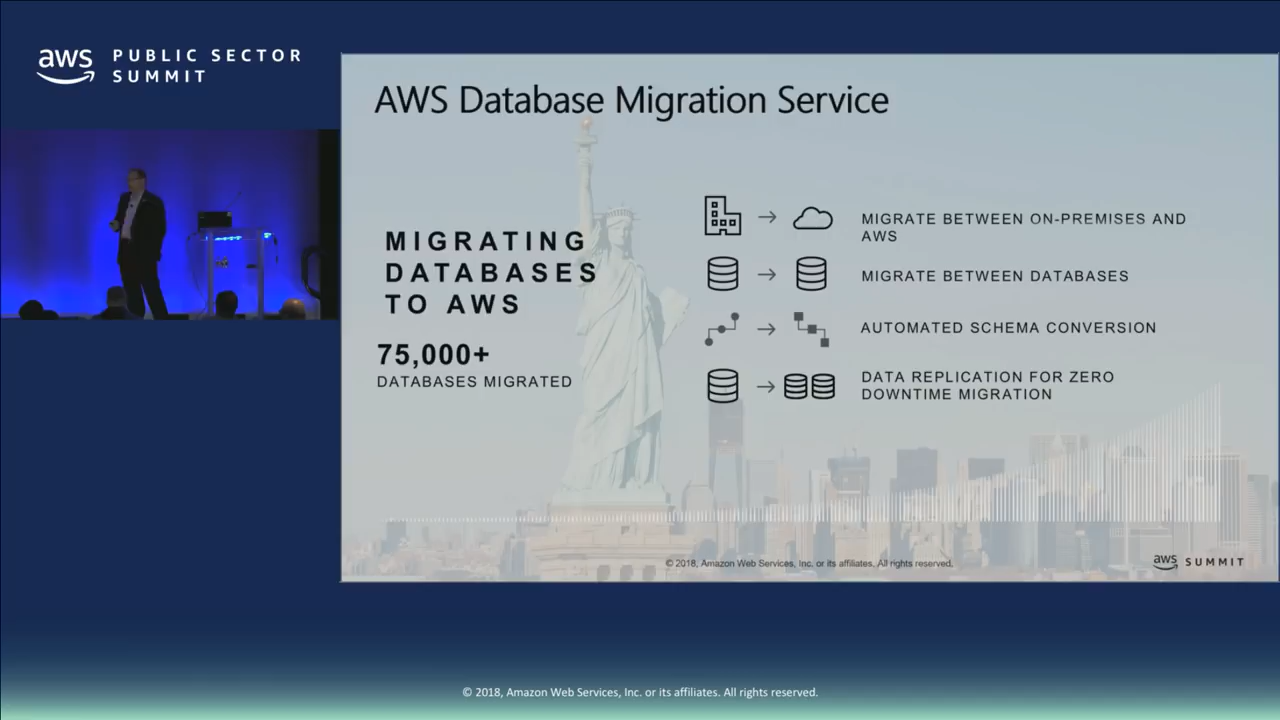 aws
PUBLIC SECTOR
SUMMIT
AWS Database Migration Service
MIGRATING
DATABASES
TO AWS
75,000+
DATABASES MIGRATED
MIGRATE BETWEEN ON-PREMISES AND
AWS
MIGRATE BETWEEN DATABASES
AUTOMATED SCHEMA CONVERSION
DATA REPLICATION FOR ZERO
DOWNTIME MIGRATION
© 2018, Amazon Web Services, Inc. or its affiliates. All rights reserved.
aws SUMMIT
© 2018, Amazon Web Services, Inc. or its affiliates. All rights reserved.